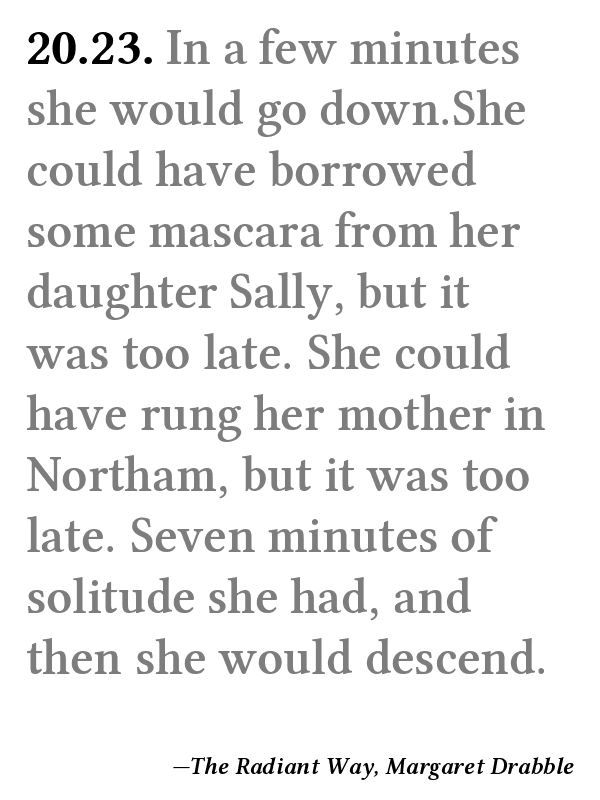 20.23. In a few minutes
she would go down.She
could have borrowed
some mascara from her
daughter Sally, but it
was too late. She could
have rung her mother in
Northam, but it was too
late. Seven minutes of
solitude she had, and
then she would descend.
—The Radiant Way, Margaret Drabble